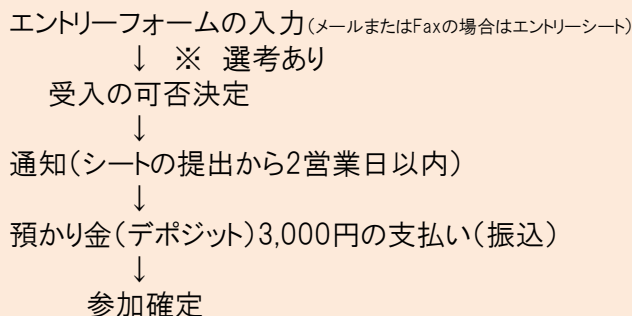 エントリーフォームの入力(メールまたはFaxの場合はエントリーシート)
↓ ※ 選考あり
受入の可否決定
↓
通知(シートの提出から2営業日以内)
↓
預かり金(デポジット)3,000円の支払い(振込)
↓
参加確定